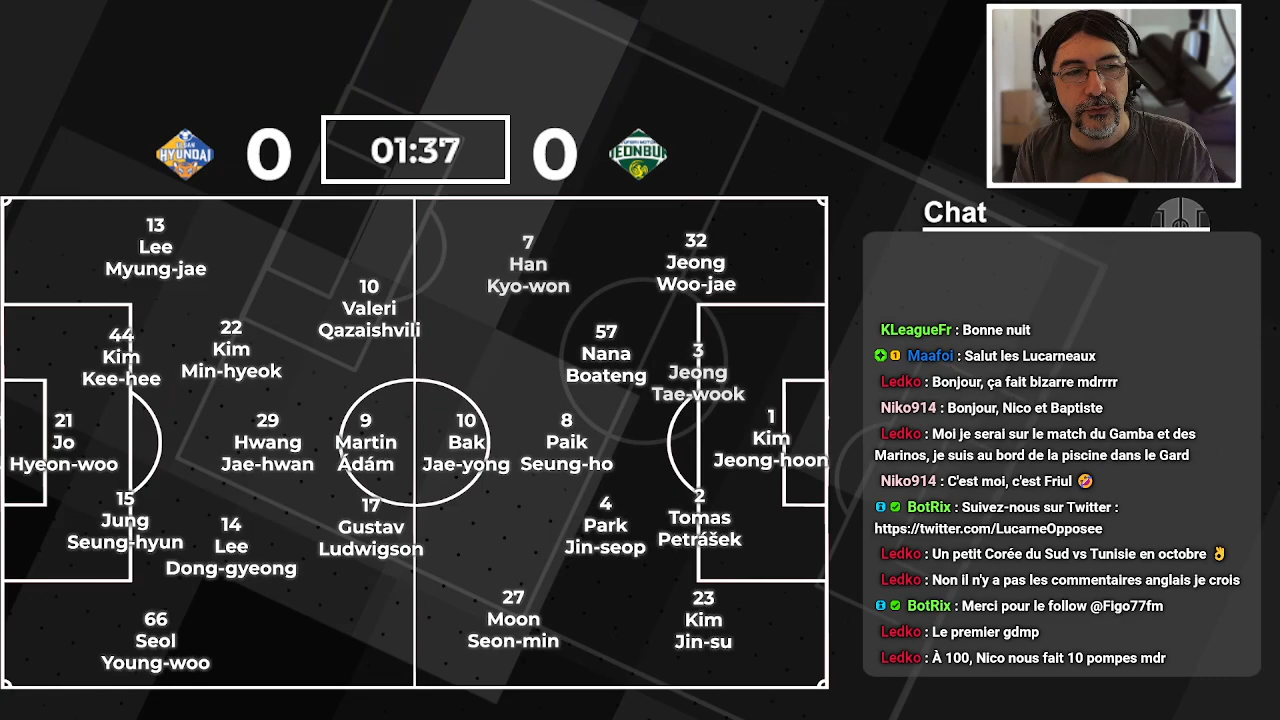 HYUNDAI
0
01:37
0
Chat
13
Lee
Myung-jae
10
Valeri
Qazaishvili
7
Han
Kyo-won
32
Jeong
Woo-jae
44
Kim
Kee-hee
22
Kim
Min-hyeok
57
Nana
Boateng
3
Jeong
Tae-wook
21
Jo
Hyeon-woo
29
Hwang
Jae-hwan
9
Martin
Ádám
10
Bak
Jae-yong
8
Paik
Seung-ho
1
Kim
Jeong-hoon
15
Jung
Seung-hyun
14
Lee
Dong-gyeong
17
Gustav
Ludwigson
4
Park
Jin-seop
2
Tomas
Petrášek
66
Seol
Young-woo
27
Moon
Seon-min
23
Kim
Jin-su
KLeagueFr : Bonne nuit
1 Maafoi : Salut les Lucarneaux
Ledko : Bonjour, ça fait bizarre mdrrrr
Niko914 : Bonjour, Nico et Baptiste
Ledko : Moi je serai sur le match du Gamba et des
Marinos, je suis au bord de la piscine dans le Gard
Niko914 : C'est moi, c'est Friul 🤣
BotRix : Suivez-nous sur Twitter :
https://twitter.com/LucarneOpposee
Ledko : Un petit Corée du Sud vs Tunisie en octobre 👌
Ledko : Non il n'y a pas les commentaires anglais je crois
BotRix : Merci pour le follow @Figo77fm
Ledko : Le premier gdmp
Ledko : À 100, Nico nous fait 10 pompes mdr